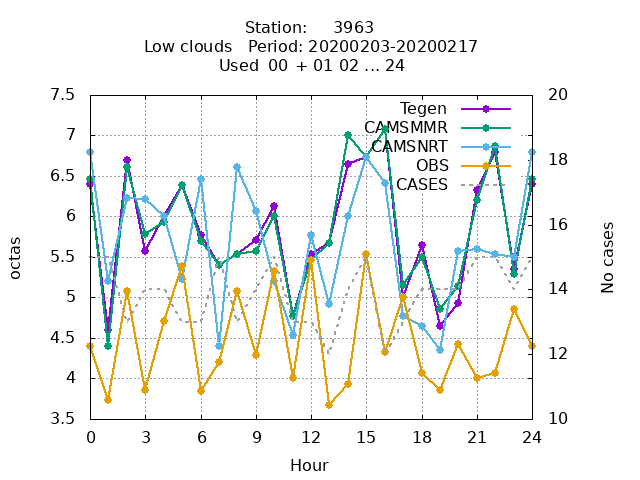 Station: 3963
Low clouds Period: 20200203-20200217
Used 00 + 01 02 ... 24
7.5
7
6.5
6
5.5
5
4.5
4
3.5
20
18
16
14
12
10
octas
No cases
Tegen
CAMSMMR
CAMSNRT
OBS
CASES
0 3 6 9 12 15 18 21 24
Hour